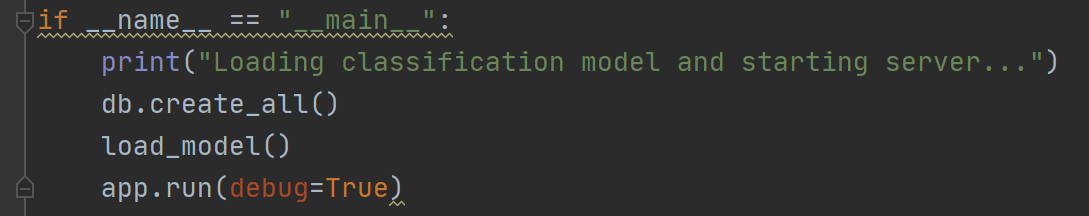 if __name__ == "__main__":
    print("Loading classification model and starting server...")
    db.create_all()
    load_model()
    app.run(debug=True)